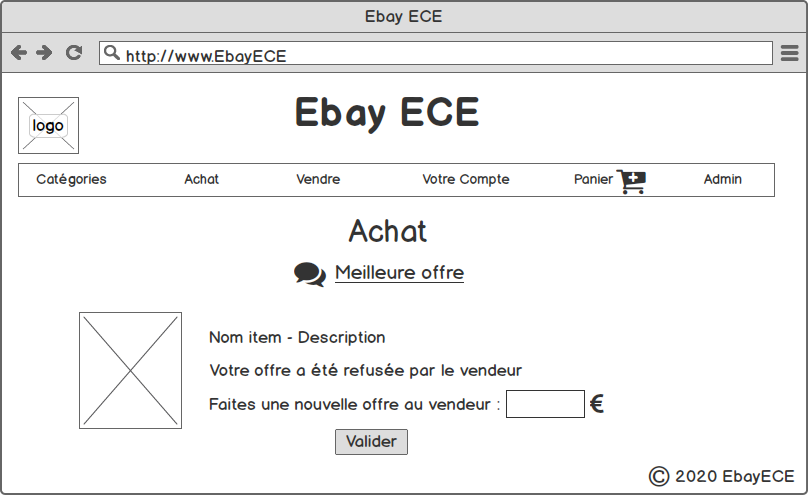 Ebay ECE
http://www.EbayECE
logo
Ebay ECE
Catégories Achat Vendre Votre Compte Panier Admin
Achat
Meilleure offre
Nom item - Description
Votre offre a été refusée par le vendeur
Faites une nouvelle offre au vendeur : €
Valider
© 2020 EbayECE